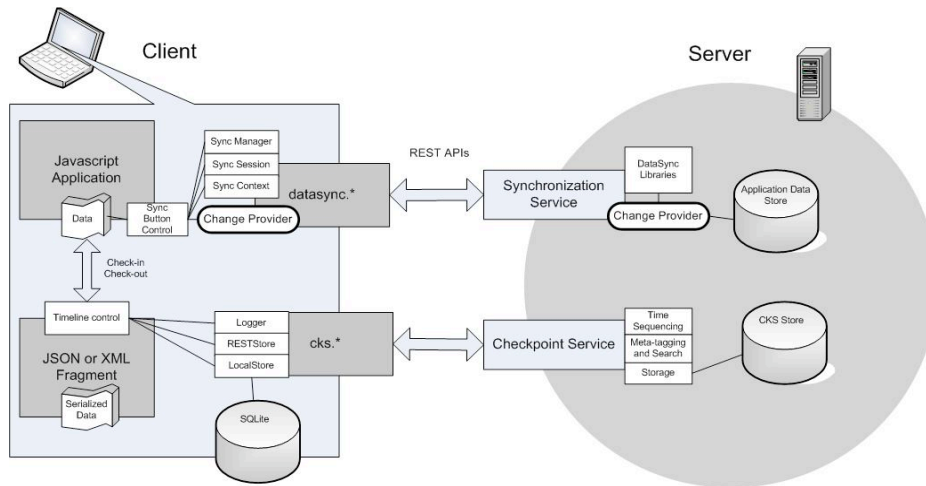 Client
Server
Javascript
Application
Data
Sync
Button
Control
Sync Manager
Sync Session
Sync Context
Change Provider
datasync.*
REST APIs
Synchronization
Service
DataSync
Libraries
Change Provider
Application Data
Store
Check-in
Check-out
Timeline control
JSON or XML
Fragment
Serialized
Data
Logger
RESTStore
LocalStore
cks.*
SQLite
Checkpoint Service
Time
Sequencing
Meta-tagging
and Search
Storage
CKS Store